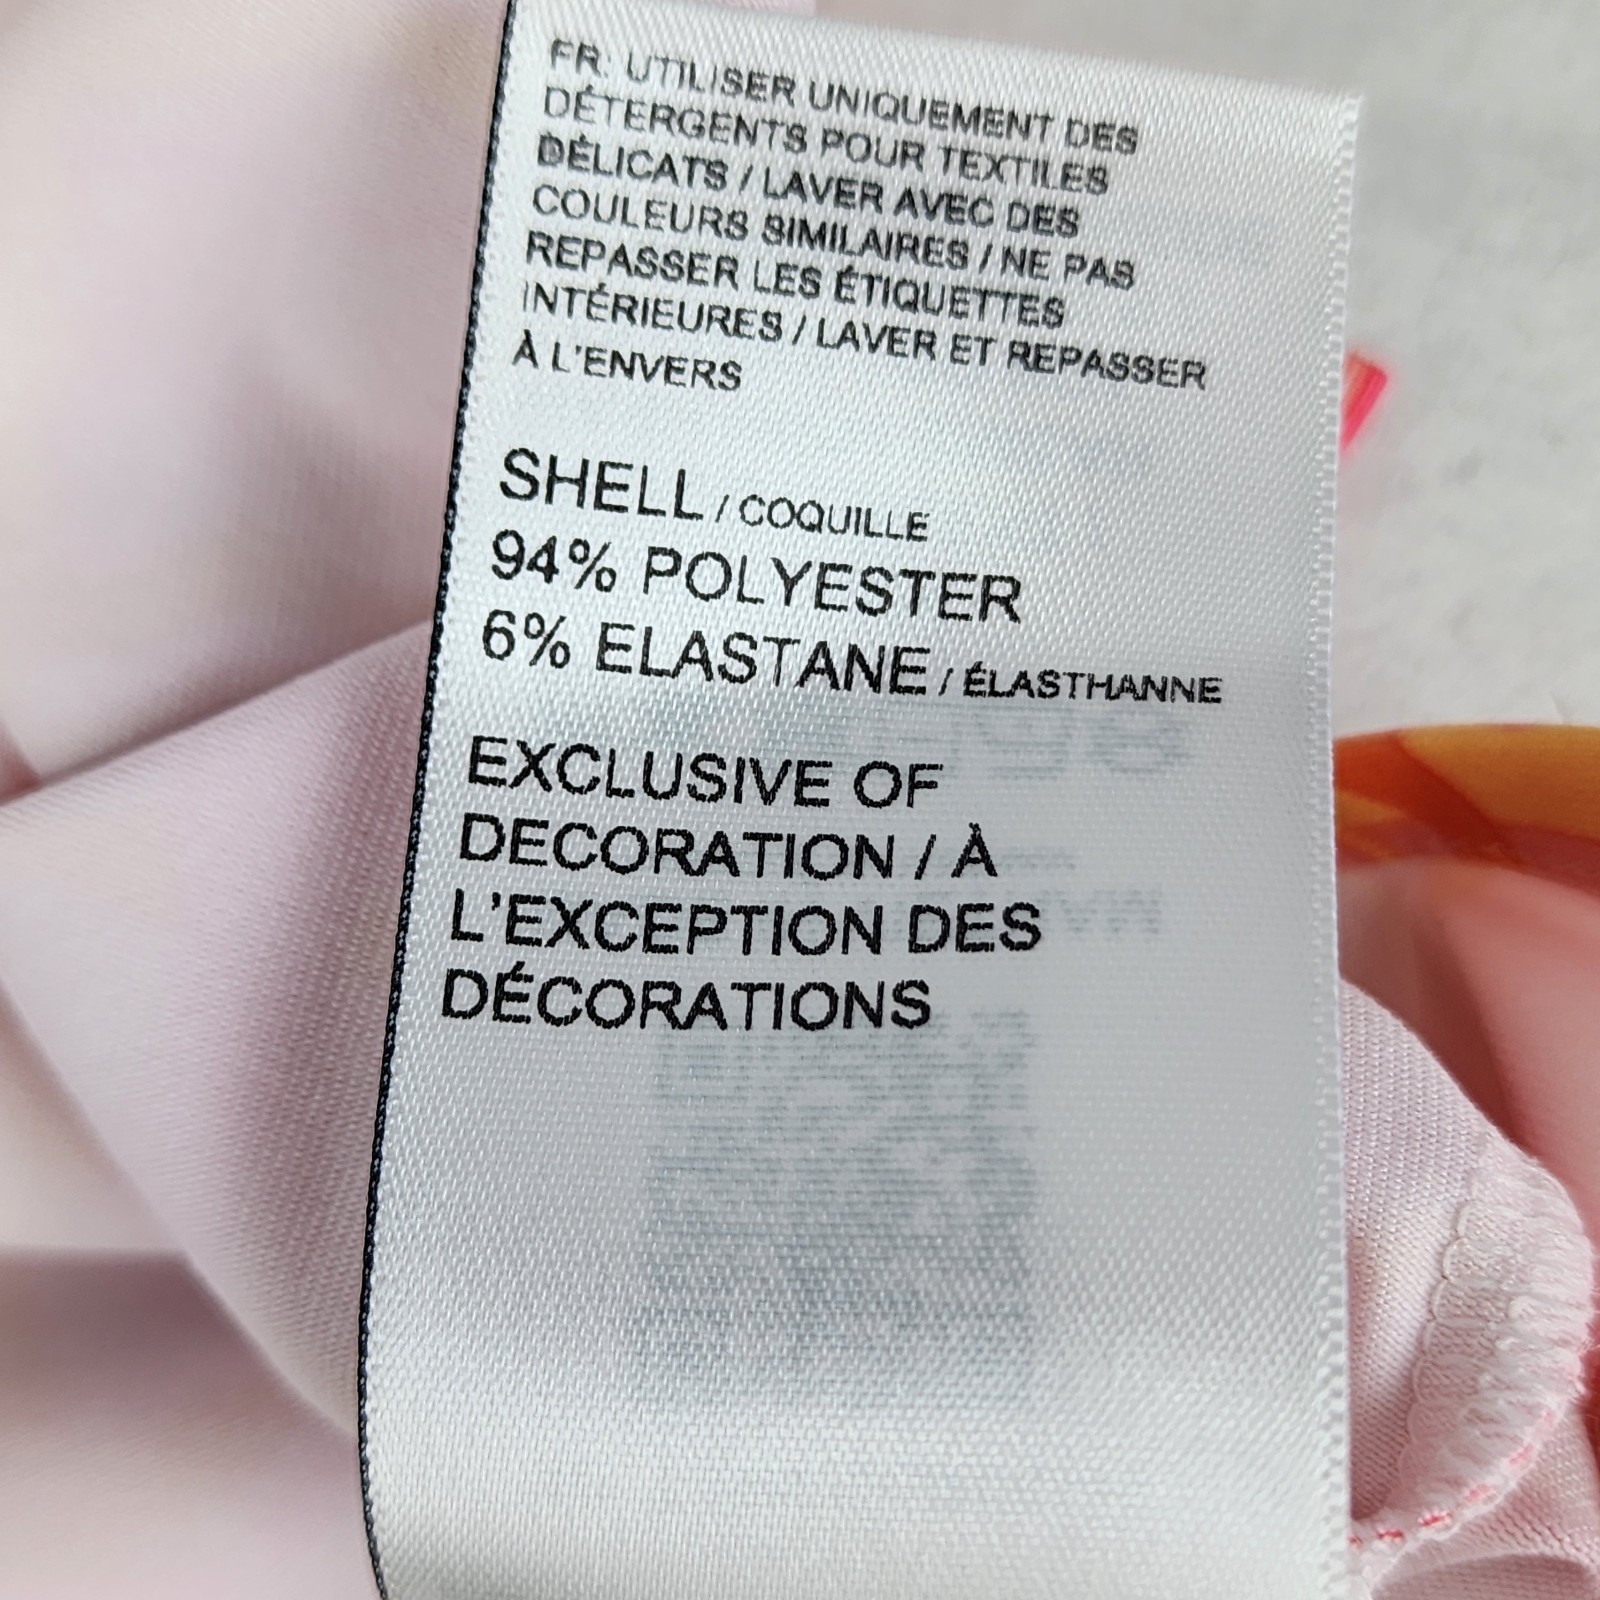 FR: UTILISER UNIQUEMENT DES
DÉTERGENTS POUR TEXTILES
DÉLICATS / LAVER AVEC DES
COULEURS SIMILAIRES / NE PAS
REPASSER LES ÉTIQUETTES
INTÉRIEURES / LAVER ET REPASSER
À L'ENVERS
SHELL / COQUILLE
94% POLYESTER
6% ELASTANE / ÉLASTHANNE
EXCLUSIVE OF
DECORATION / À
L'EXCEPTION DES
DÉCORATIONS